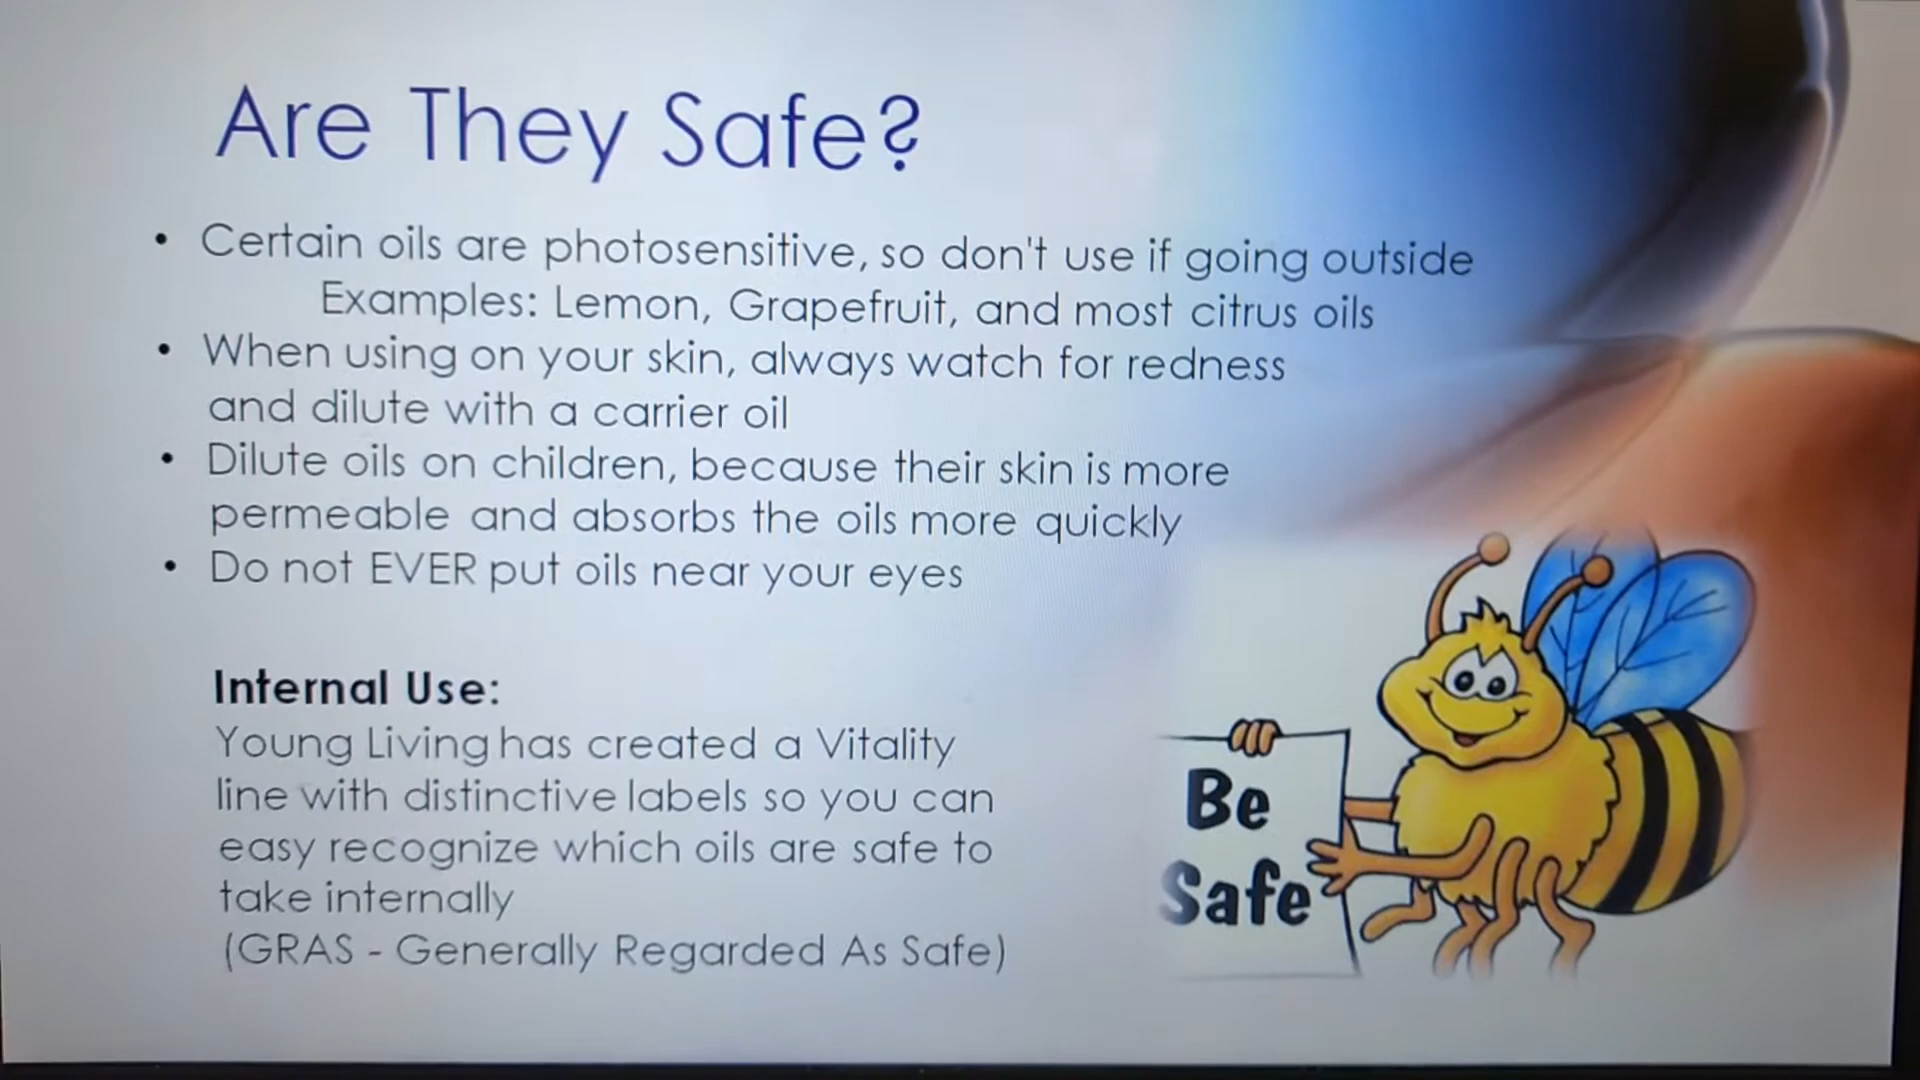 Are They Safe?
• Certain oils are photosensitive, so don't use if going outside
Examples: Lemon, Grapefruit, and most citrus oils
• When using on your skin, always watch for redness
and dilute with a carrier oil
• Dilute oils on children, because their skin is more
permeable and absorbs the oils more quickly
• Do not EVER put oils near your eyes
Internal Use:
Young Living has created a Vitality
line with distinctive labels so you can
easy recognize which oils are safe to
take internally
(GRAS - Generally Regarded As Safe)
Be
Safe